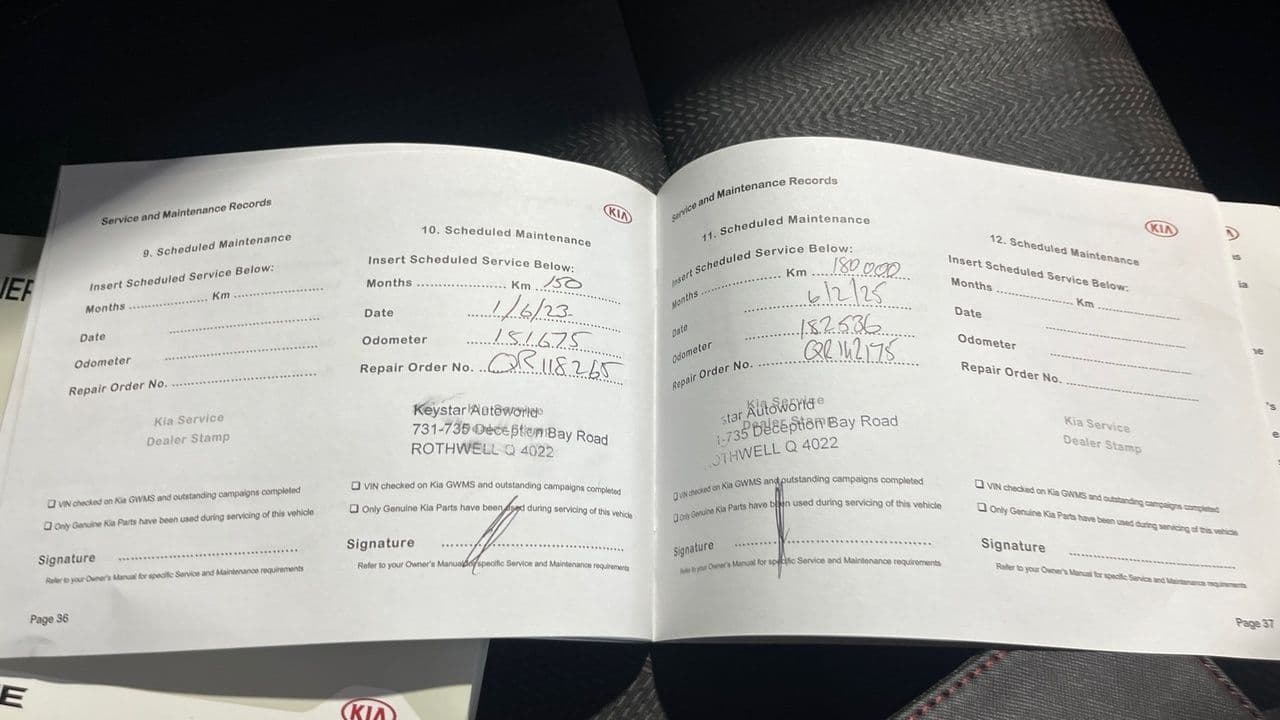 Service and Maintenance Records
9. Scheduled Maintenance
Insert Scheduled Service Below:
Months Km
Date
Odometer
Repair Order No.
Kia Service
Dealer Stamp
❑ VIN checked on Kia GWMS and outstanding campaigns completed
❑ Only Genuine Kia Parts have been used during servicing of this vehicle
Signature
Refer to your Owner's Manual for specific Service and Maintenance requirements
Page 36
KIA
10. Scheduled Maintenance
Insert Scheduled Service Below:
Months Km 150
Date 1/6/23
Odometer 151675
Repair Order No. QR118265
Keystar Autoworld
731-735 Deception Bay Road
ROTHWELL Q 4022
❑ VIN checked on Kia GWMS and outstanding campaigns completed
❑ Only Genuine Kia Parts have been used during servicing of this vehicle
Signature
Refer to your Owner's Manual for specific Service and Maintenance requirements
Service and Maintenance Records
11. Scheduled Maintenance
Insert Scheduled Service Below:
Months Km 180000
Date 6/2/25
Odometer 182536
Repair Order No. QR142175
Kia Service
Dealer Stamp
star Autoworld
1-735 Deception Bay Road
OTHWELL Q 4022
❑ VIN checked on Kia GWMS and outstanding campaigns completed
❑ Only Genuine Kia Parts have been used during servicing of this vehicle
Signature
Refer to your Owner's Manual for specific Service and Maintenance requirements
KIA
12. Scheduled Maintenance
Insert Scheduled Service Below:
Months Km
Date
Odometer
Repair Order No.
Kia Service
Dealer Stamp
❑ VIN checked on Kia GWMS and outstanding campaigns completed
❑ Only Genuine Kia Parts have been used during servicing of this vehicle
Signature
Refer to your Owner's Manual for specific Service and Maintenance requirements
Page 37
KIA